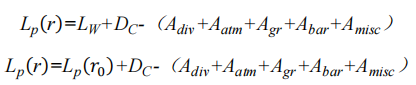 Lp(r)=LW+DC-（Adiv+Aatm+Agr+Abar+Amisc）
Lp(r)=Lp(r0)+DC-（Adiv+Aatm+Agr+Abar+Amisc）